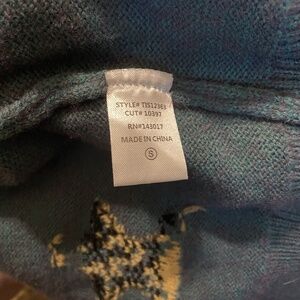 STYLE# TIS12363
CUT# 10397
RN#143017
MADE IN CHINA
S